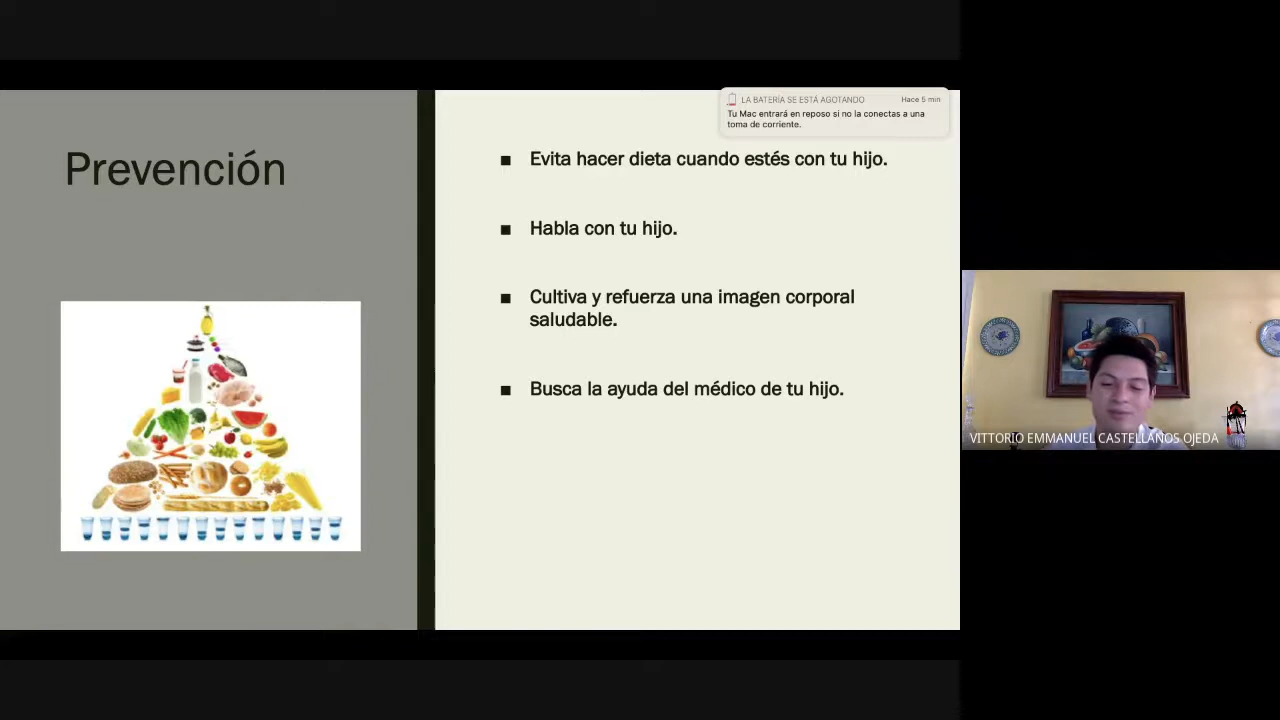 Prevención
LA BATERÍA SE ESTÁ AGOTANDO
Hace 5 min
Tu Mac entrará en reposo si no la conectas a una
toma de corriente.
■ Evita hacer dieta cuando estés con tu hijo.
■ Habla con tu hijo.
■ Cultiva y refuerza una imagen corporal
saludable.
■ Busca la ayuda del médico de tu hijo.
VITTORIO EMMANUEL CASTELLANOS OJEDA